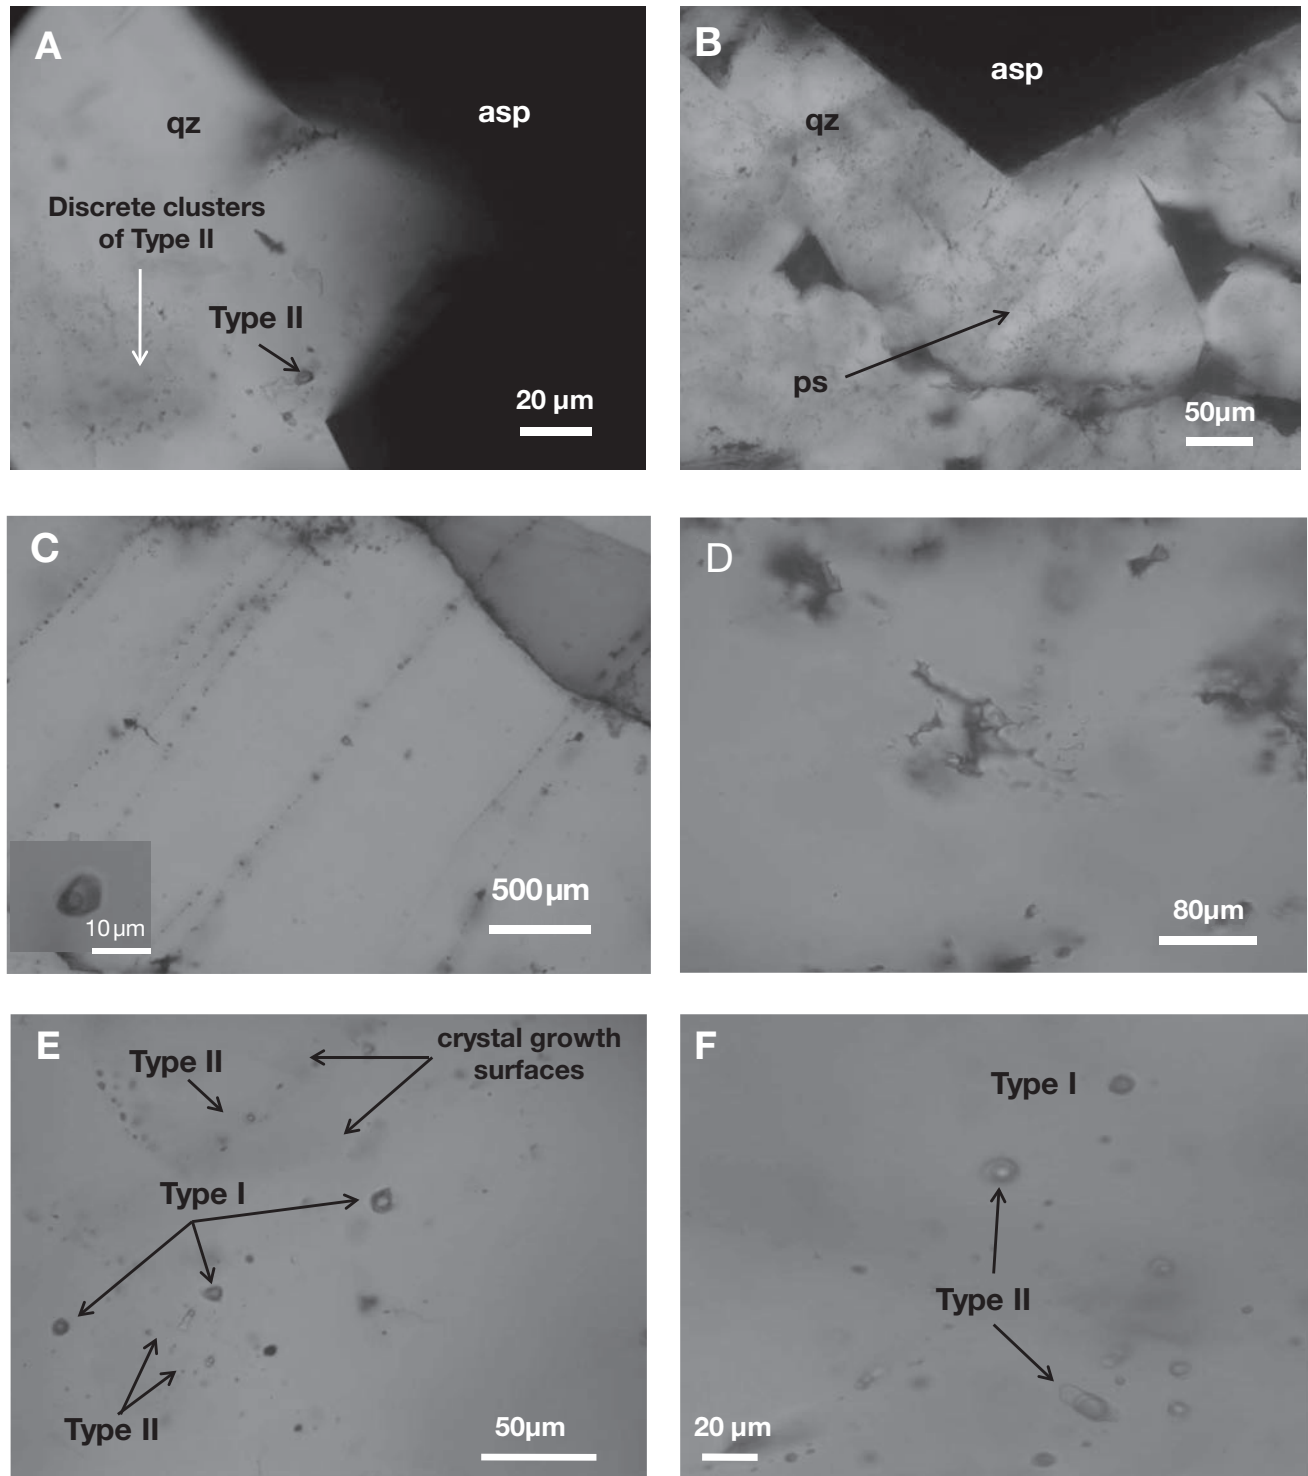 A
qz
asp
Discrete clusters
of Type II
Type II
20 µm
B
asp
qz
ps
50µm
C
500µm
10µm
D
80µm
E
Type II
crystal growth
surfaces
Type I
Type II
50µm
F
Type I
Type II
20 µm